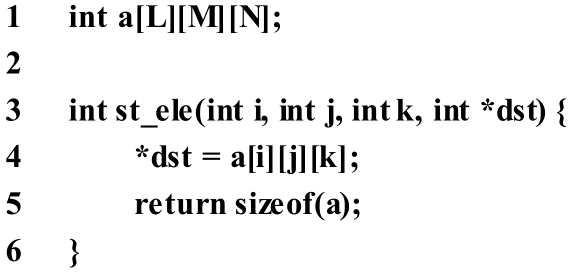 1 int a[L][M][N];
2
3 int st_ele(int i, int j, int k, int *dst) {
4 *dst = a[i][j][k];
5 return sizeof(a);
6 }